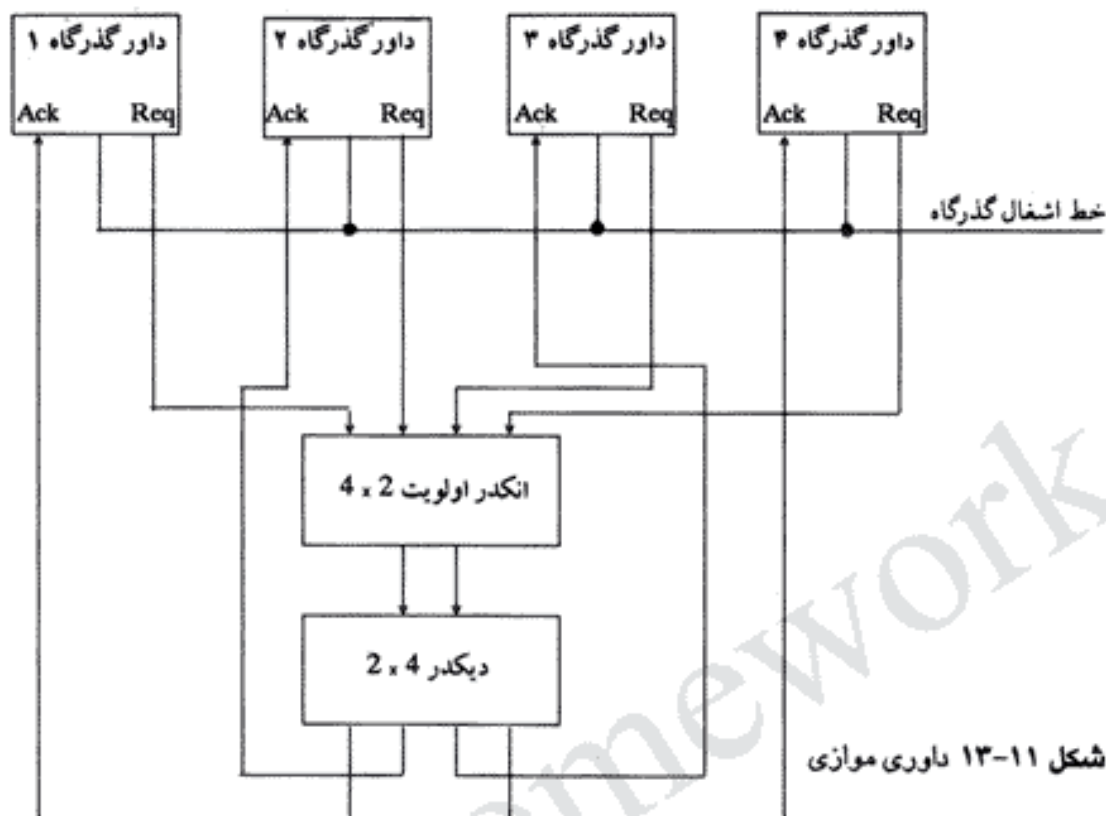 داور گذرگاه ۱
Ack Req
داور گذرگاه ۲
Ack Req
داور گذرگاه ۳
Ack Req
داور گذرگاه ۴
Ack Req
خط اشغال گذرگاه
انکدر اولویت 2 × 4
دیکدر 4 × 2
شکل ۱۱-۱۳ داوری موازی